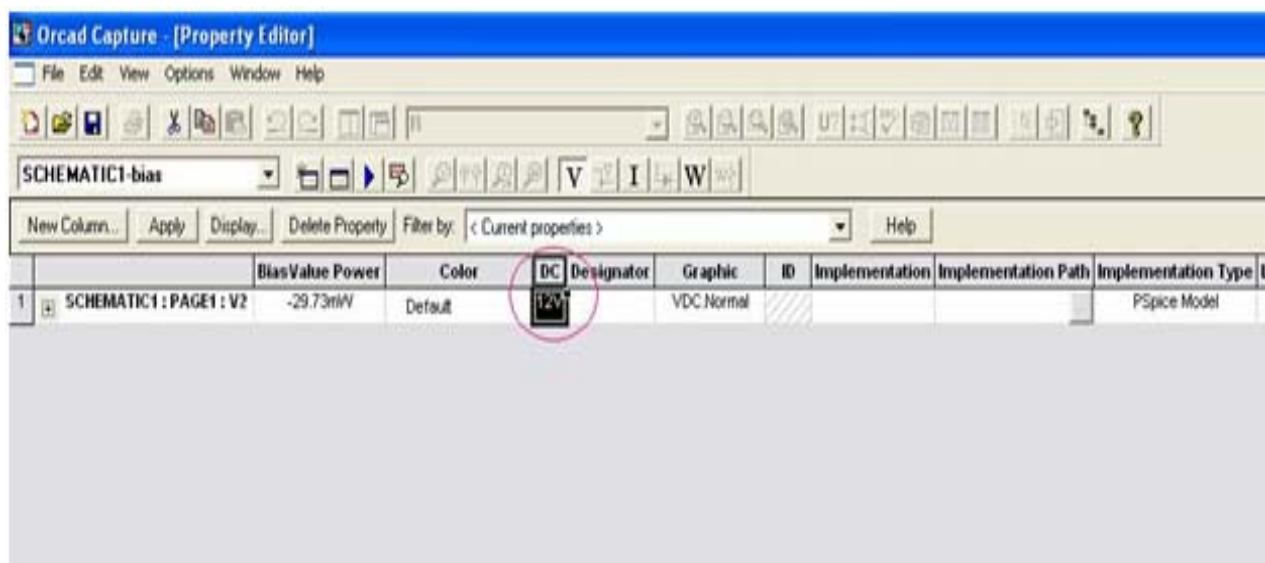 Orcad Capture - [Property Editor]
File Edit View Options Window Help
SCHEMATIC1-bias V I W
New Column... Apply Display... Delete Property Filter by: < Current properties > Help
Bias Value Power Color DC Designator Graphic ID Implementation Implementation Path Implementation Type
1 SCHEMATIC1 : PAGE1 : V2 -29.73mW Default 12V VDC.Normal PSpice Model